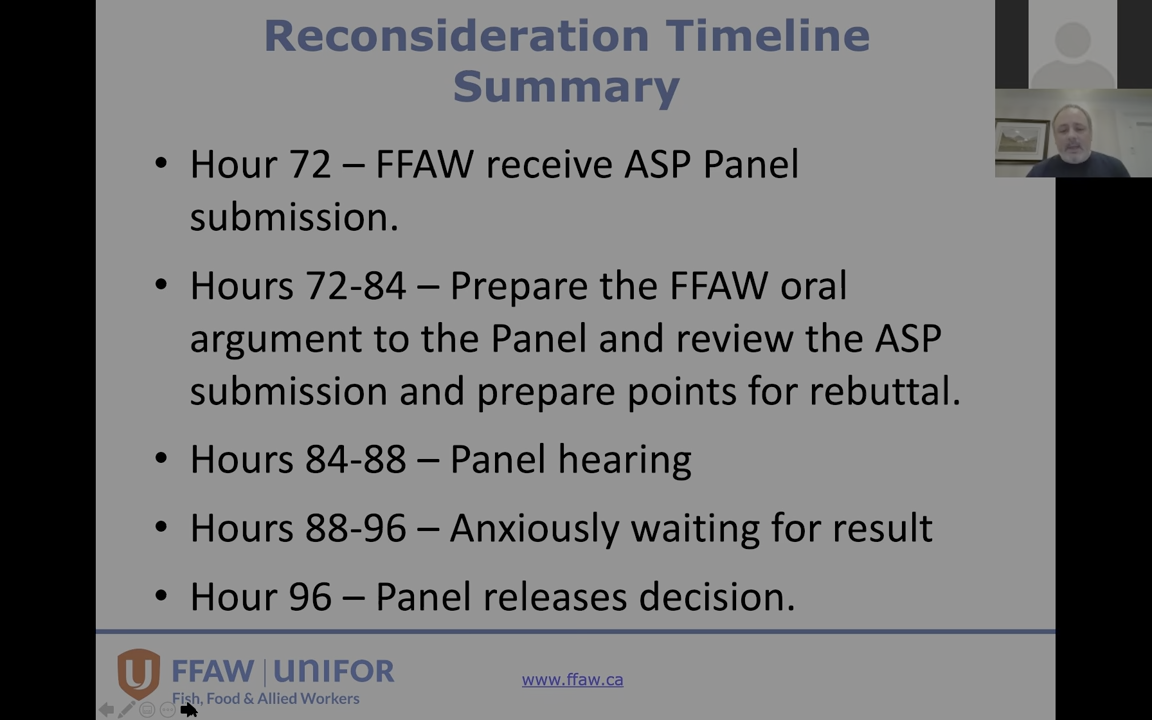 Reconsideration Timeline
Summary
• Hour 72 – FFAW receive ASP Panel
submission.
• Hours 72-84 – Prepare the FFAW oral
argument to the Panel and review the ASP
submission and prepare points for rebuttal.
• Hours 84-88 – Panel hearing
• Hours 88-96 – Anxiously waiting for result
• Hour 96 – Panel releases decision.
FFAW | UNIFOR
Fish, Food & Allied Workers
www.ffaw.ca